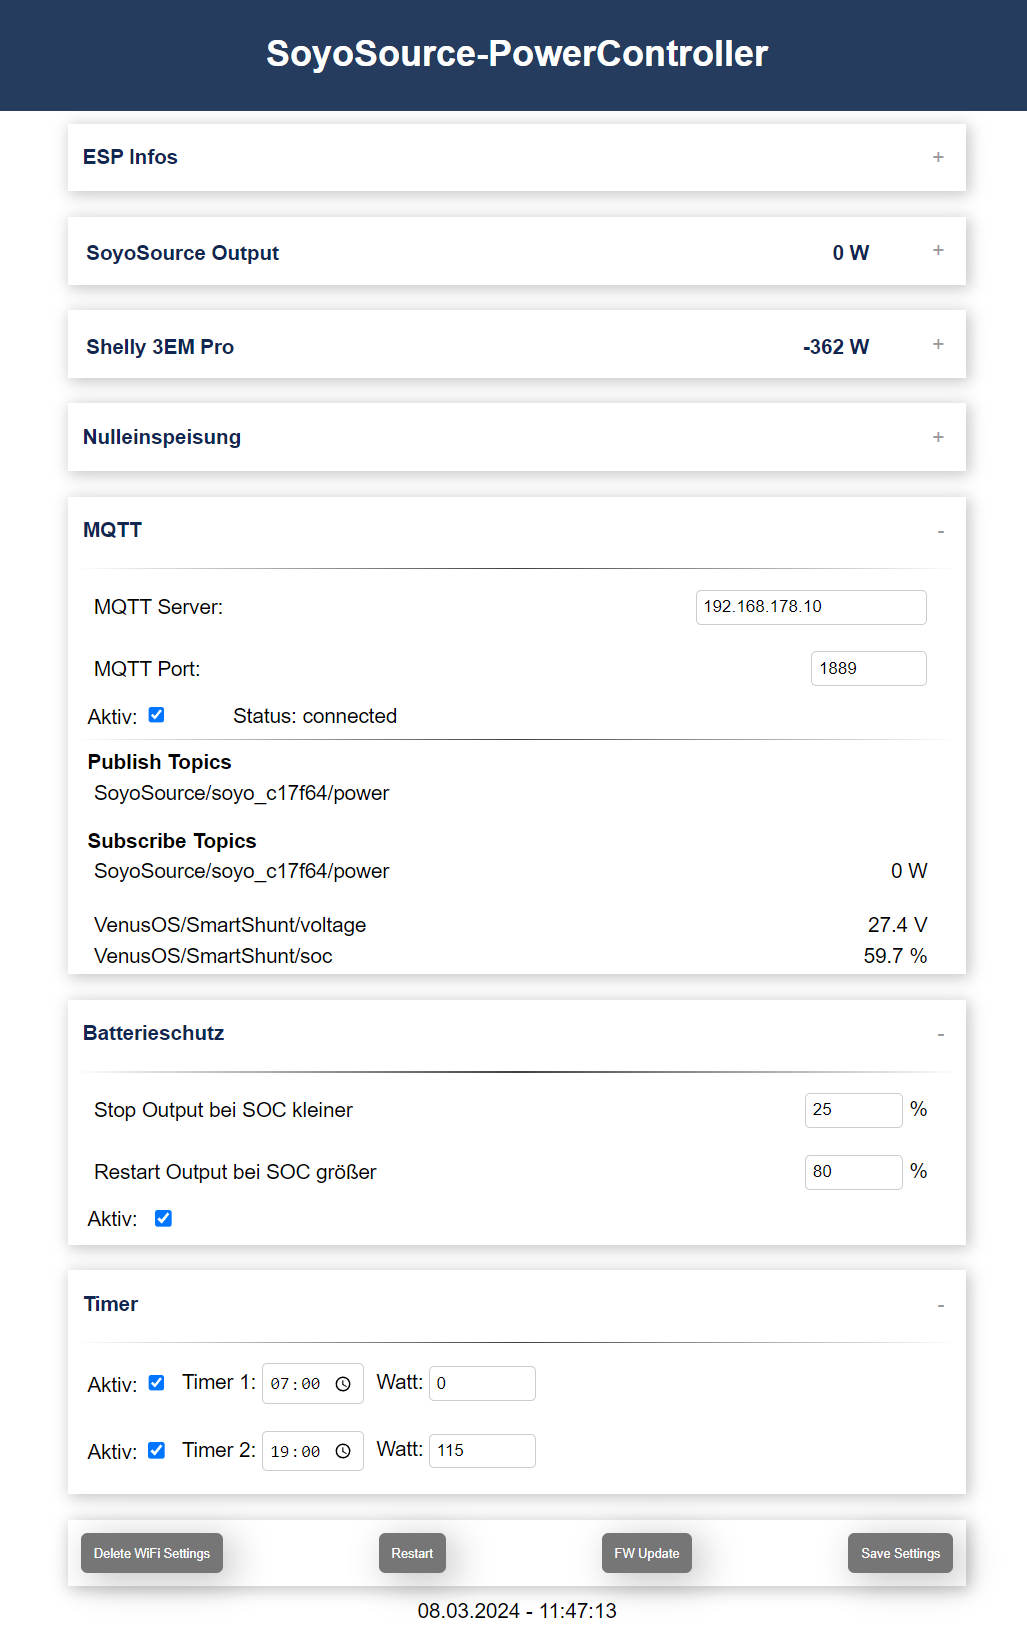 SoyoSource-PowerController
ESP Infos +
SoyoSource Output 0 W +
Shelly 3EM Pro -362 W +
Nulleinspeisung +
MQTT -
MQTT Server: 192.168.178.10
MQTT Port: 1889
Aktiv: Status: connected
Publish Topics
SoyoSource/soyo_c17f64/power
Subscribe Topics
SoyoSource/soyo_c17f64/power 0 W
VenusOS/SmartShunt/voltage 27.4 V
VenusOS/SmartShunt/soc 59.7 %
Batterieschutz -
Stop Output bei SOC kleiner 25 %
Restart Output bei SOC größer 80 %
Aktiv:
Timer -
Aktiv: Timer 1: 07:00 Watt: 0
Aktiv: Timer 2: 19:00 Watt: 115
Delete WiFi Settings Restart FW Update Save Settings
08.03.2024 - 11:47:13